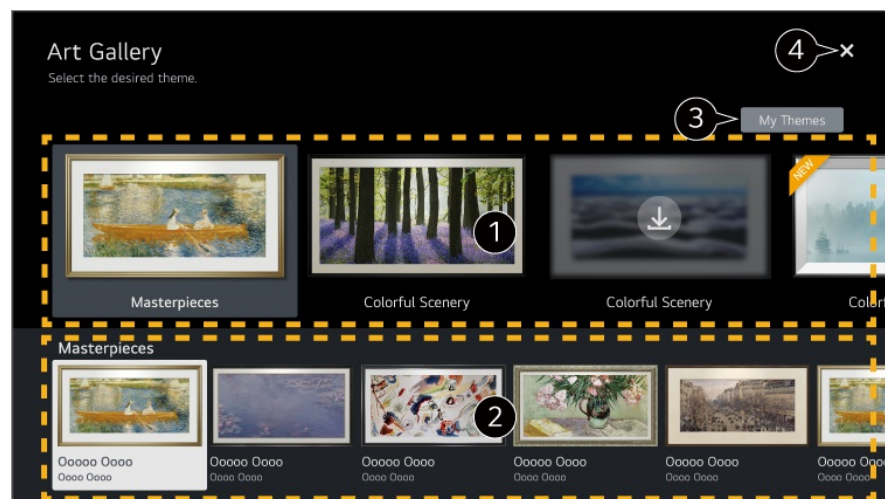 Art Gallery
Select the desired theme.
4
3
My Themes
NEW
1
Masterpieces
Colorful Scenery
Colorful Scenery
Masterpieces
2
Ooooo Oooo
Ooooo Oooo
Ooooo Oooo
Ooooo Oooo
Ooooo Oooo
Oooo Oooo
Oooo Oooo
Oooo Oooo
Oooo Oooo
Oooo Oooo
Oooo Oooo